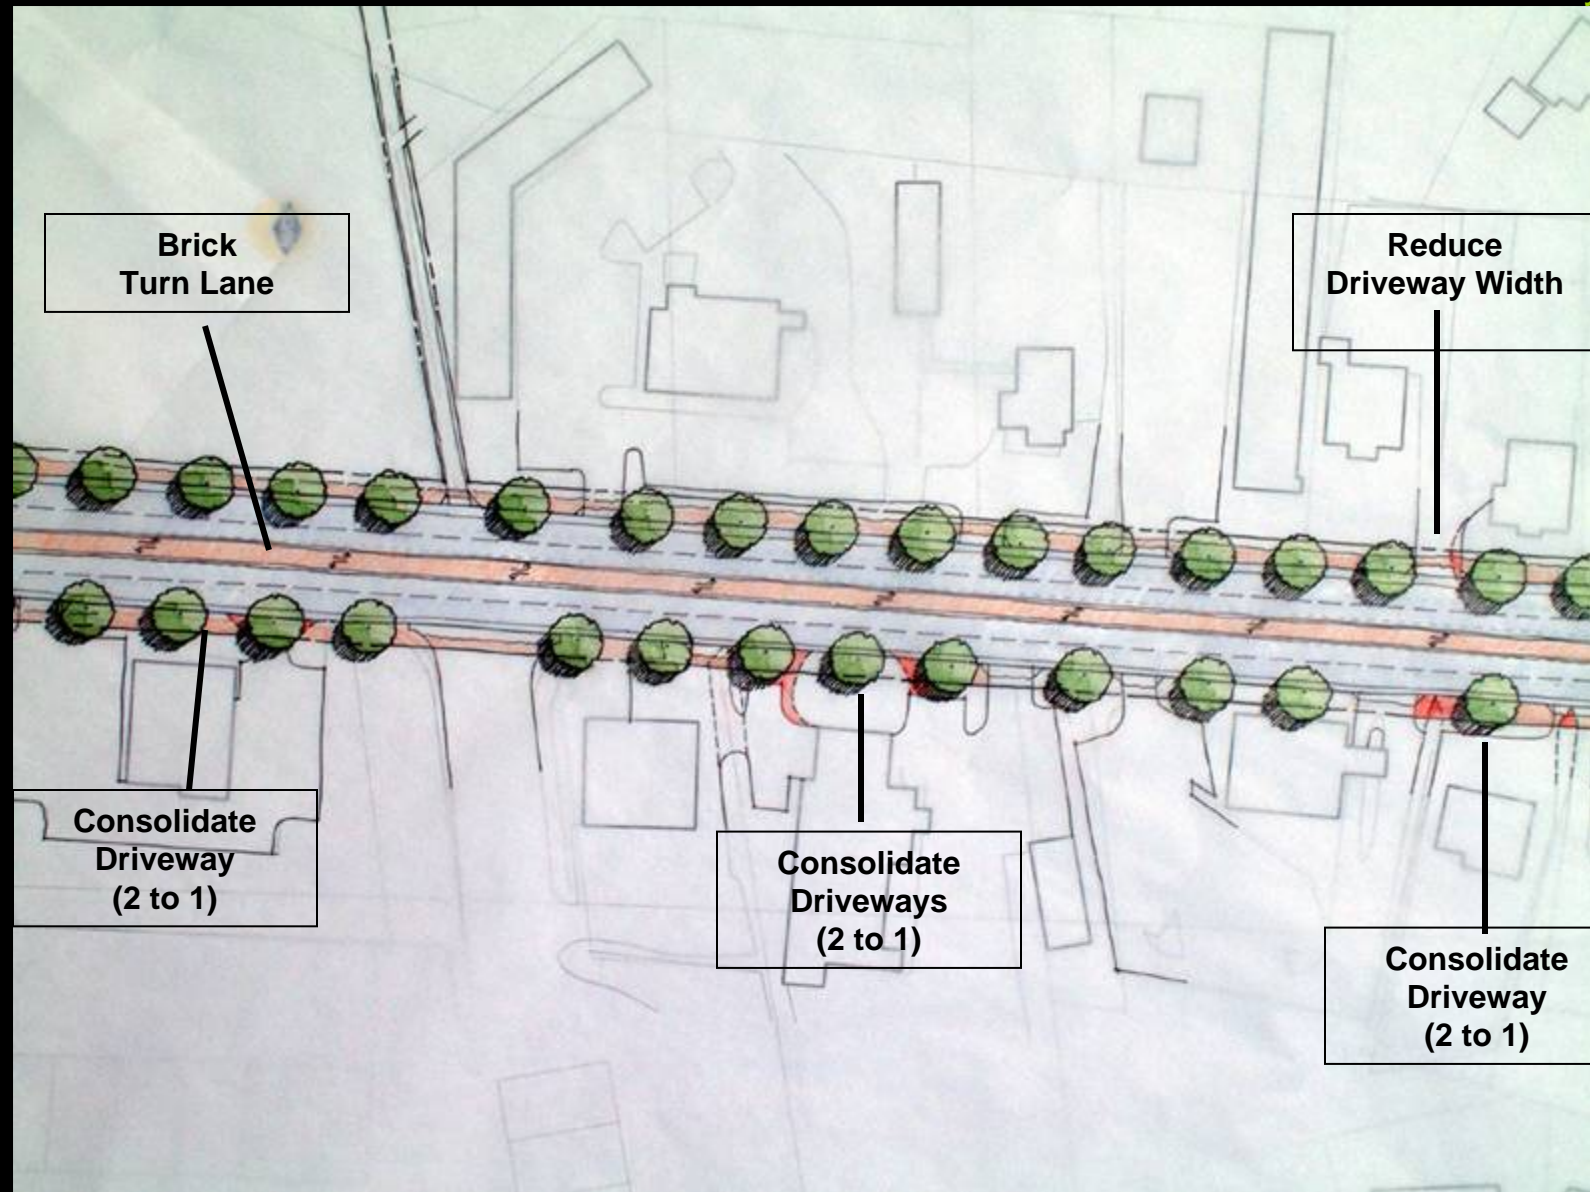 Brick
Turn Lane
Reduce
Driveway Width
Consolidate
Driveway
(2 to 1)
Consolidate
Driveways
(2 to 1)
Consolidate
Driveway
(2 to 1)